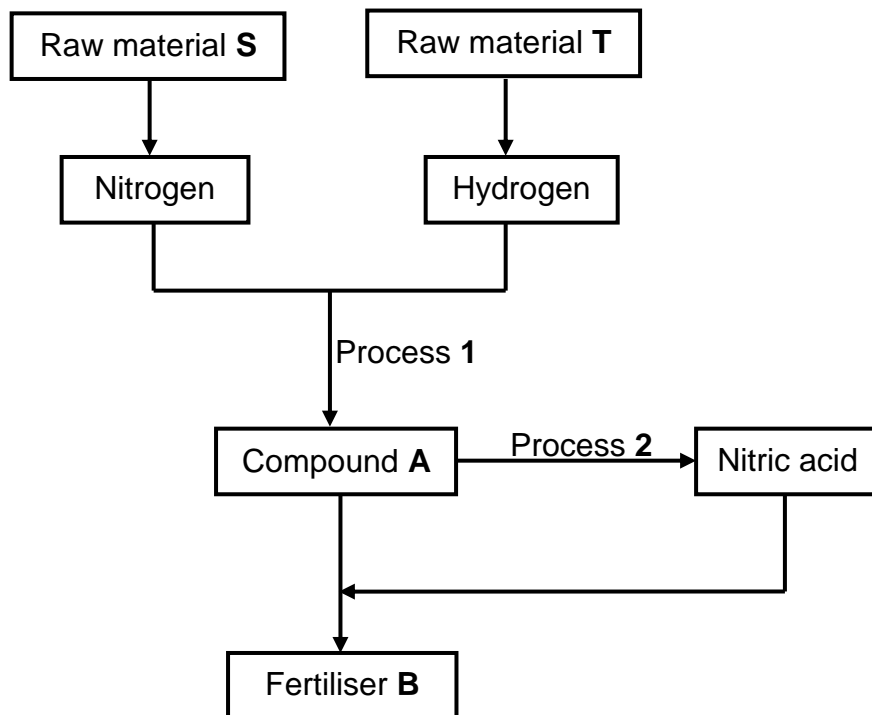 Raw material S
Raw material T
Nitrogen
Hydrogen
Process 1
Compound A
Process 2
Nitric acid
Fertiliser B